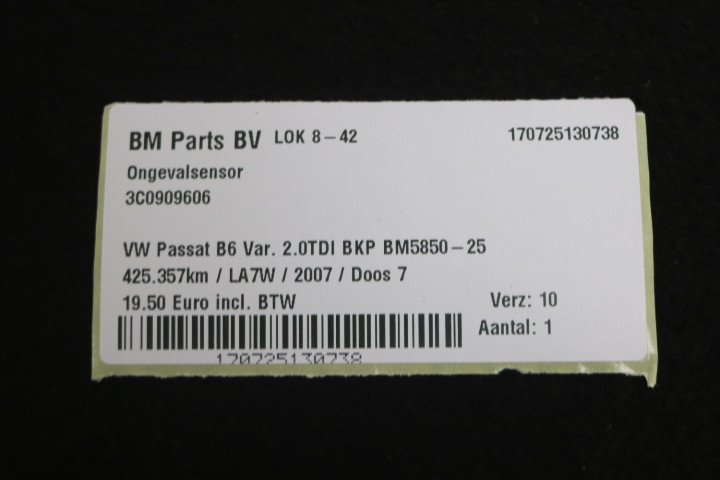 BM Parts BV LOK 8-42 170725130738
Ongevalsensor
3C0909606
VW Passat B6 Var. 2.0TDI BKP BM5850-25
425.357km / LA7W / 2007 / Doos 7
19.50 Euro incl. BTW Verz: 10
Aantal: 1
170725130738